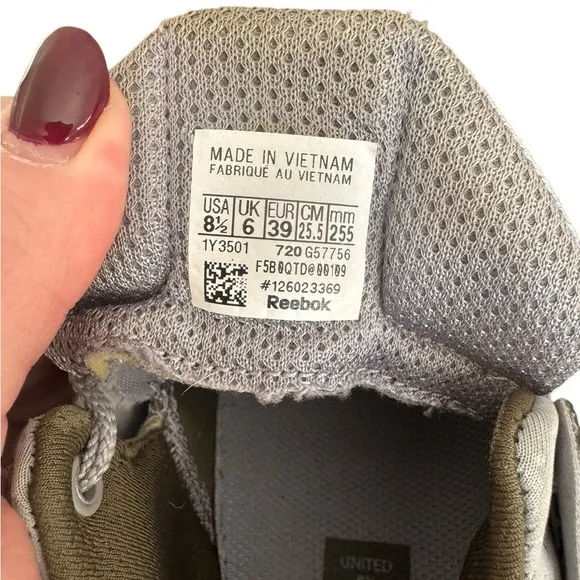 MADE IN VIETNAM
FABRIQUÉ AU VIETNAM
USA UK EUR CM mm
8½ 6 39 25.5 255
1Y3501 720 G57756
F5B0QTD@00109
#126023369
Reebok
UNITED